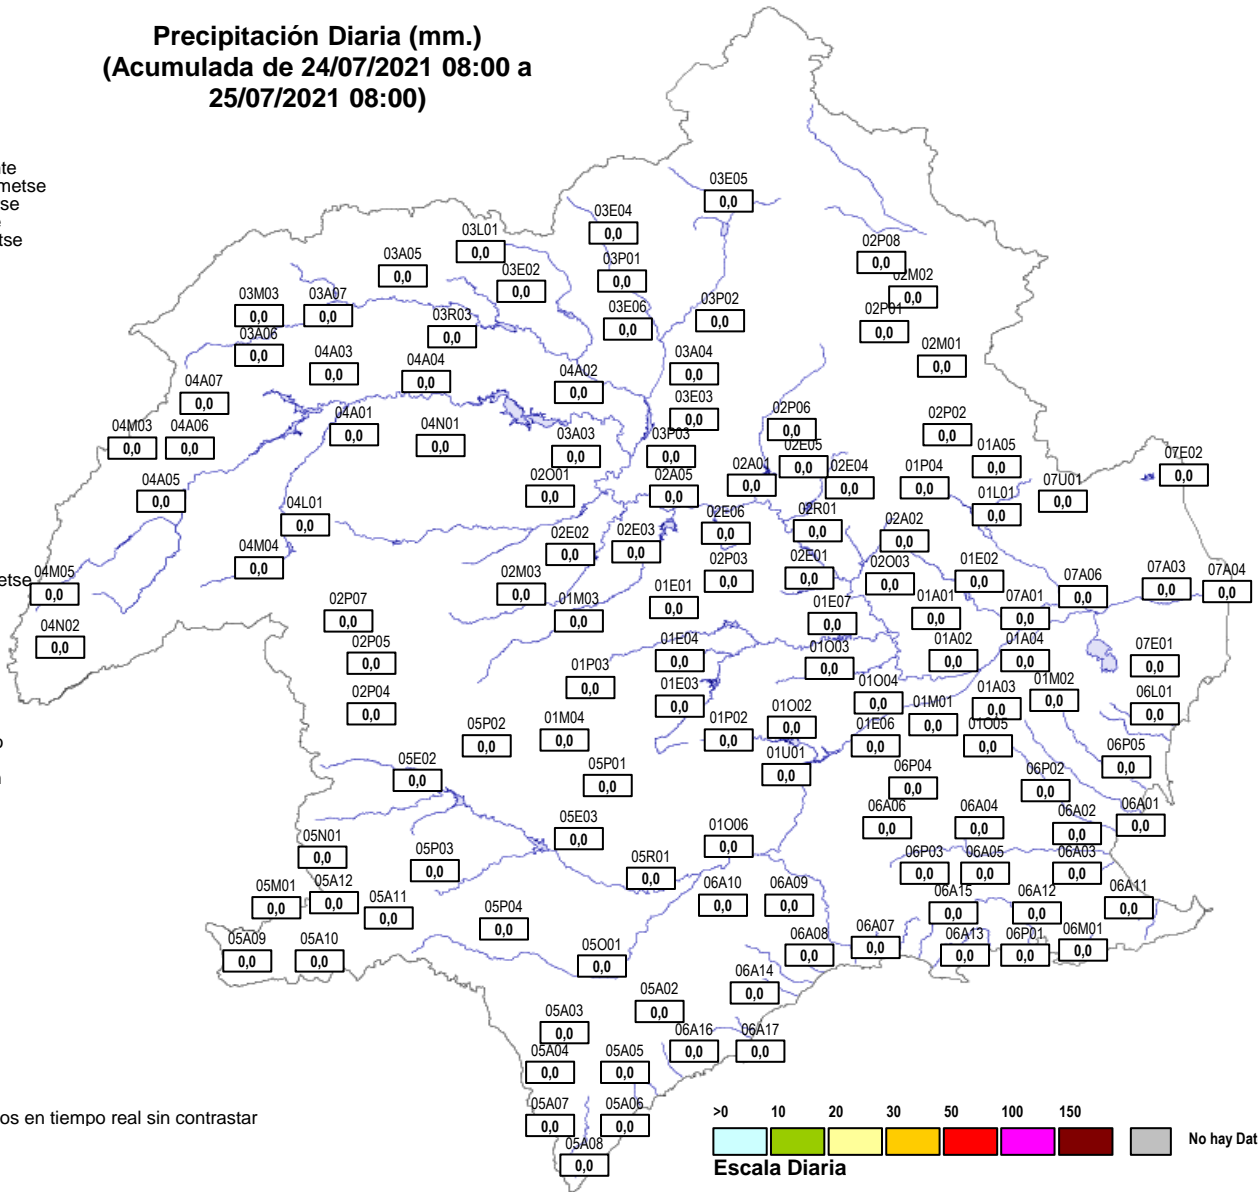 Precipitación Diaria (mm.)
(Acumulada de 24/07/2021 08:00 a
25/07/2021 08:00)
te
metse
se
tse
03E05
0,0
03E04
0,0
03L01
0,0
03P01
0,0
02P08
0,0
03A05
0,0
03E02
0,0
02M02
0,0
03M03
0,0
03A07
0,0
03P02
0,0
03E06
0,0
02P01
0,0
03R03
0,0
03A06
0,0
02M01
0,0
04A03
0,0
04A04
0,0
03A04
0,0
04A02
0,0
04A07
0,0
03E03
0,0
02P06
0,0
04A01
0,0
02P02
0,0
04M03
0,0
04A06
0,0
04N01
0,0
03A03
0,0
03P03
0,0
02E05
0,0
01A05
0,0
07E02
0,0
02E04
0,0
01P04
0,0
02A01
0,0
04A05
0,0
02O01
0,0
02A05
0,0
07U01
0,0
01L01
0,0
04L01
0,0
02E06
0,0
02R01
0,0
02A02
0,0
02E02
0,0
02E03
0,0
04M04
0,0
metse
04M05
0,0
02M03
0,0
02P03
0,0
02E01
0,0
02O03
0,0
01E02
0,0
07A06
0,0
07A03
0,0
07A04
0,0
01E01
0,0
01M03
0,0
02P07
0,0
01E07
0,0
01A01
0,0
07A01
0,0
04N02
0,0
02P05
0,0
01E04
0,0
01O03
0,0
01A02
0,0
01A04
0,0
07E01
0,0
01P03
0,0
01E03
0,0
01O04
0,0
01A03
0,0
01M02
0,0
06L01
0,0
02P04
0,0
01M01
0,0
05P02
0,0
01M04
0,0
01P02
0,0
01O02
0,0
01E06
0,0
01O05
0,0
05E02
0,0
05P01
0,0
01U01
0,0
06P04
0,0
06P02
0,0
06P05
0,0
05E03
0,0
01O06
0,0
06A06
0,0
06A04
0,0
06A02
0,0
06A01
0,0
05N01
0,0
05P03
0,0
05R01
0,0
06P03
0,0
06A05
0,0
06A03
0,0
05M01
0,0
05A12
0,0
05A11
0,0
06A10
0,0
06A09
0,0
06A15
0,0
06A12
0,0
06A11
0,0
05P04
0,0
05A09
0,0
05A10
0,0
05O01
0,0
06A08
0,0
06A07
0,0
06A13
0,0
06P01
0,0
06M01
0,0
06A14
0,0
05A02
0,0
05A03
0,0
06A16
0,0
06A17
0,0
05A04
0,0
05A05
0,0
05A07
0,0
05A06
0,0
05A08
0,0
os en tiempo real sin contrastar
>0 10 20 30 50 100 150
No hay Dat
Escala Diaria